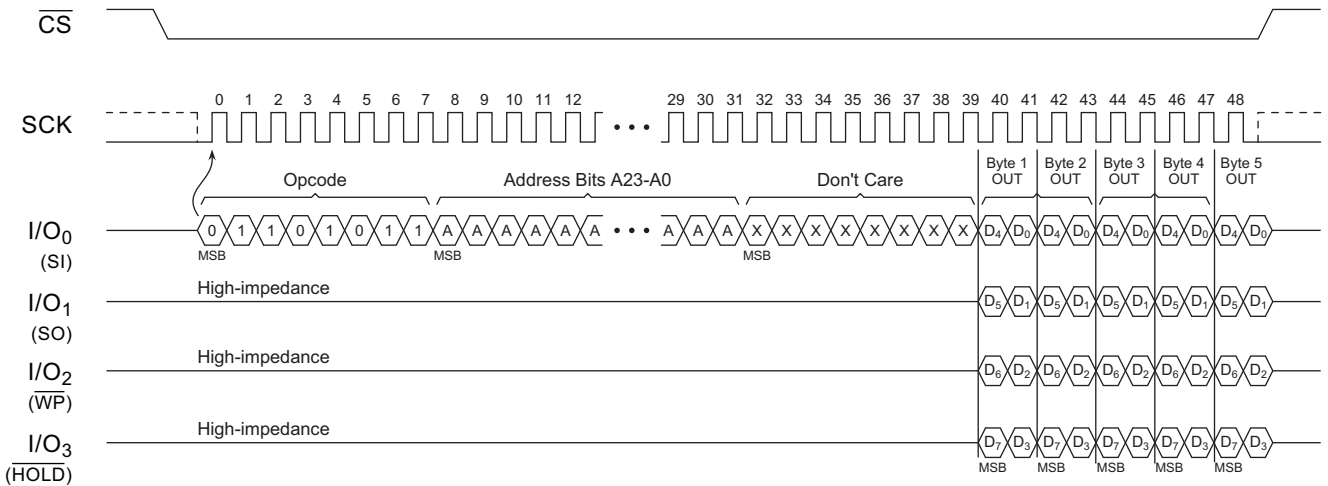 CS
SCK
0 1 2 3 4 5 6 7 8 9 10 11 12 29 30 31 32 33 34 35 36 37 38 39 40 41 42 43 44 45 46 47 48
Opcode Address Bits A23-A0 Don't Care Byte 1 OUT Byte 2 OUT Byte 3 OUT Byte 4 OUT Byte 5 OUT
I/O0 (SI) 0 1 1 0 1 0 1 1 A A A A A A A A A X X X X X X X X D4 D0 D4 D0 D4 D0 D4 D0 D4 D0
MSB MSB MSB
I/O1 (SO) High-impedance D5 D1 D5 D1 D5 D1 D5 D1 D5 D1
I/O2 (WP) High-impedance D6 D2 D6 D2 D6 D2 D6 D2 D6 D2
I/O3 (HOLD) High-impedance D7 D3 D7 D3 D7 D3 D7 D3 D7 D3
MSB MSB MSB MSB MSB